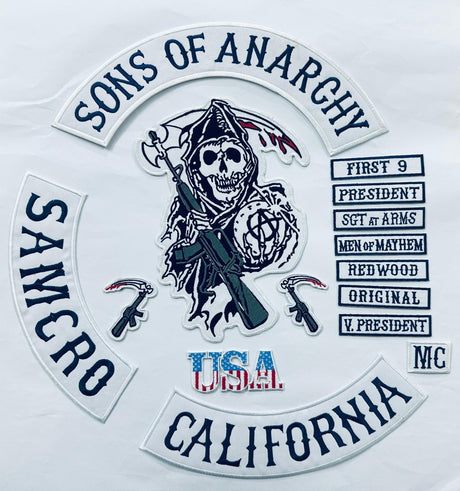 SONS OF ANARCHY
FIRST 9
PRESIDENT
SGT AT ARMS
MEN OF MAYHEM
REDWOOD
ORIGINAL
V. PRESIDENT
MC
SAMCRO
USA
CALIFORNIA
A